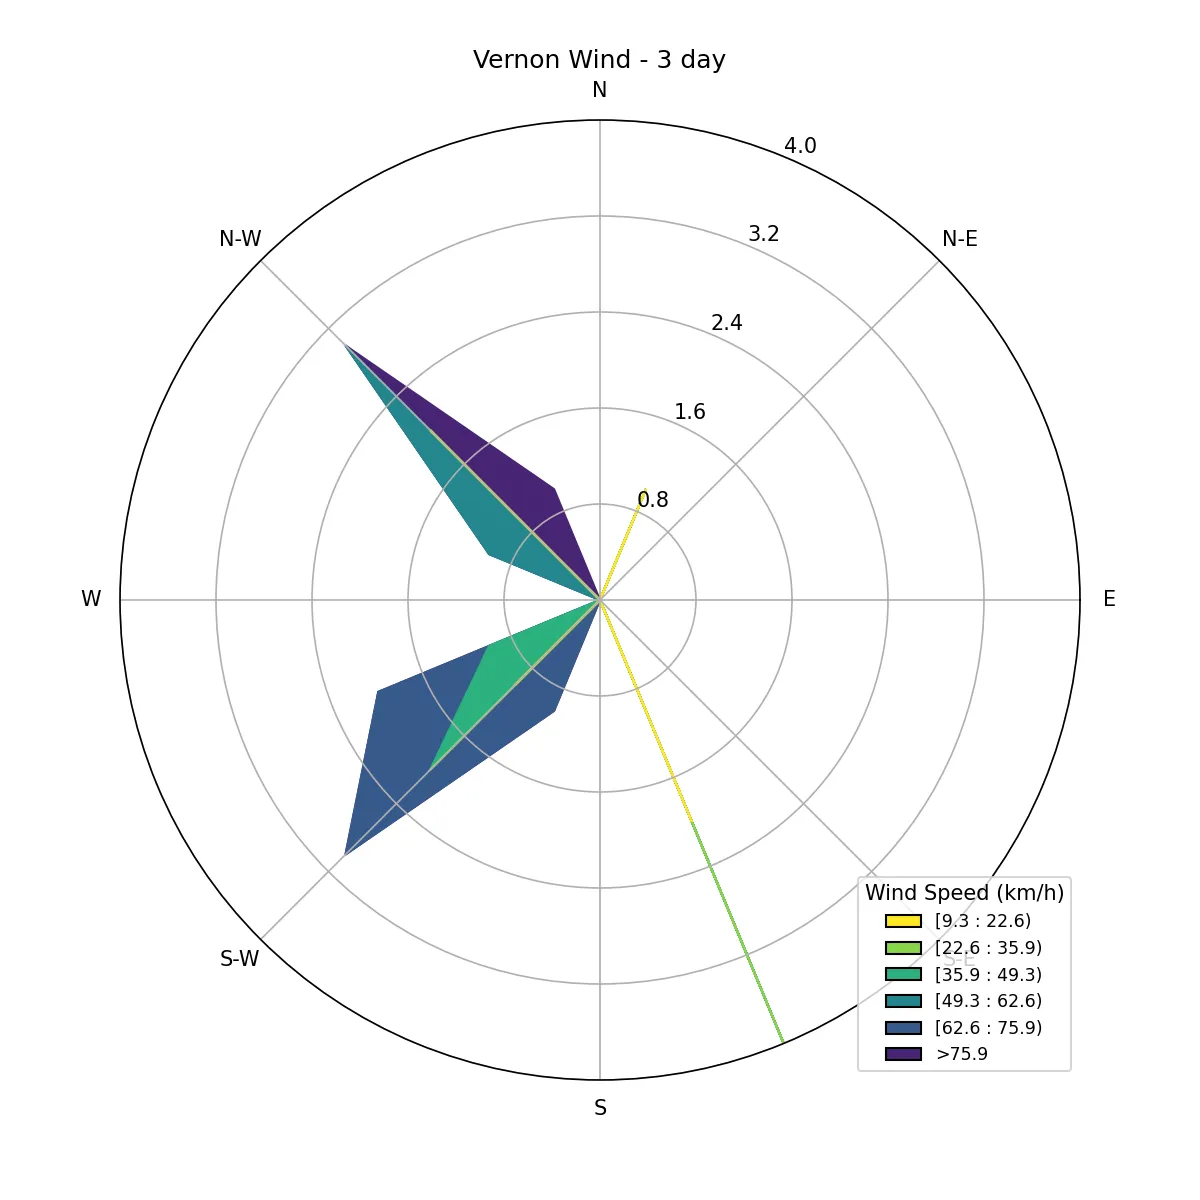 Vernon Wind - 3 day
N
4.0
N-W
3.2
N-E
2.4
1.6
0.8
W
E
S-W
S-E
S
Wind Speed (km/h)
[9.3 : 22.6)
[22.6 : 35.9)
[35.9 : 49.3)
[49.3 : 62.6)
[62.6 : 75.9)
>75.9